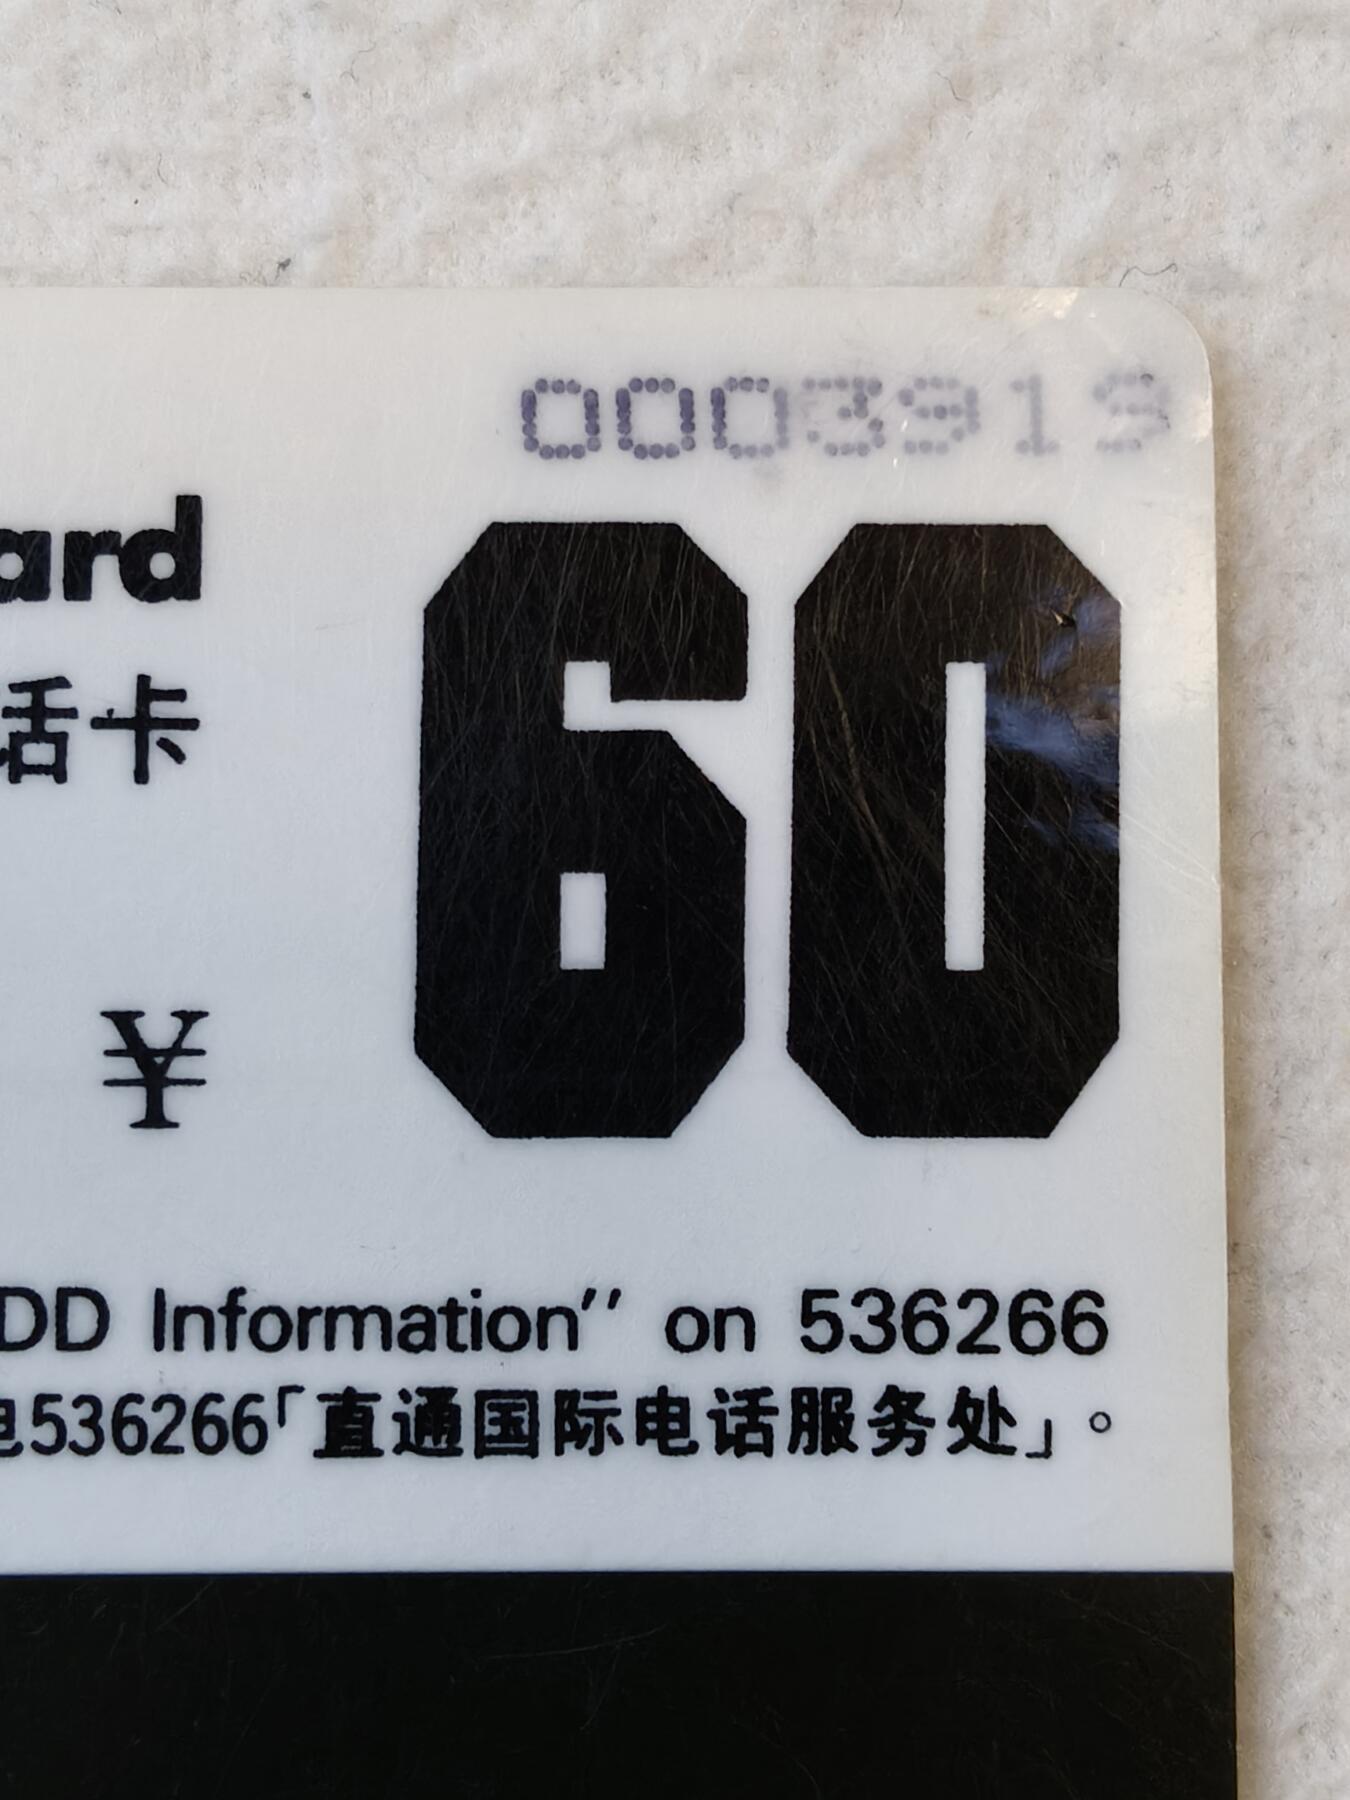 0003919
ard
话卡
60
¥
DD Information'' on 536266
电536266「直通国际电话服务处」。